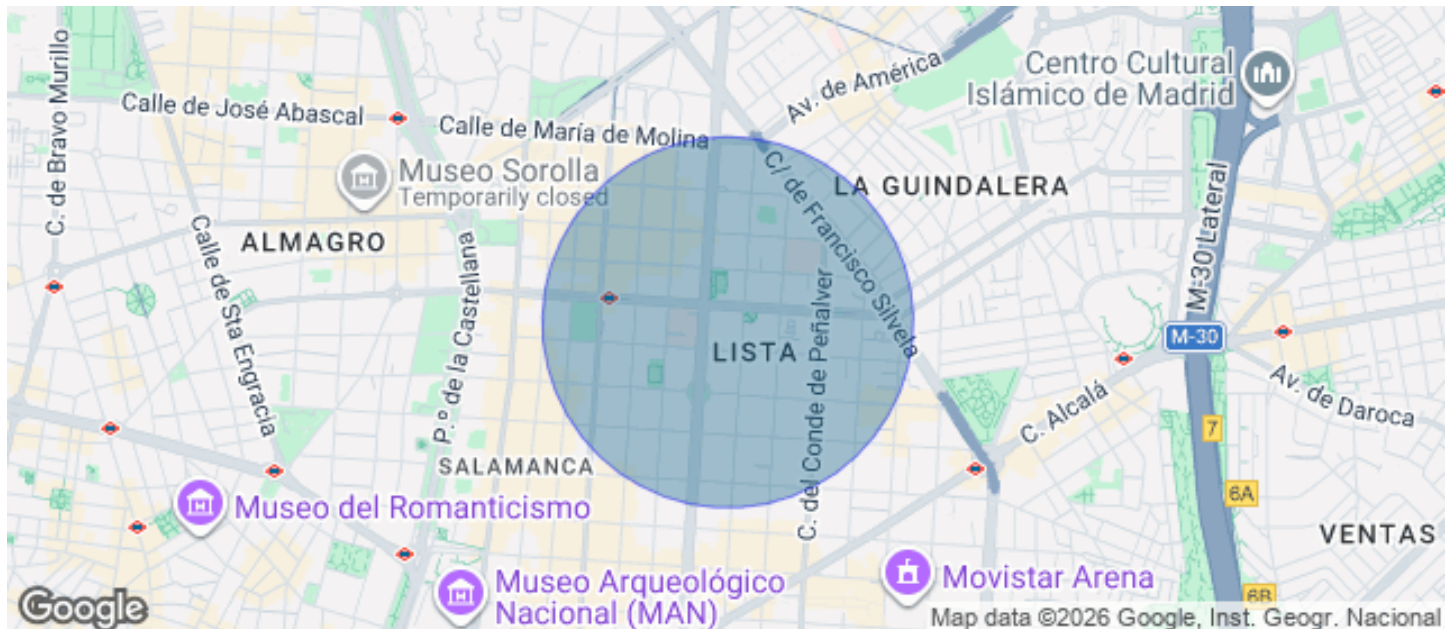 C. de Bravo Murillo
Calle de José Abascal
Calle de María de Molina
Av. de América
Centro Cultural
Islámico de Madrid
Museo Sorolla
Temporarily closed
C/ de Francisco Silvela
LA GUINDALERA
ALMAGRO
Calle de Sta Engracia
P.º de la Castellana
M-30 Lateral
M-30
LISTA
C. del Conde de Peñalver
Av. de Daroca
C. Alcalá
7
SALAMANCA
6A
Museo del Romanticismo
VENTAS
Museo Arqueológico
Nacional (MAN)
Movistar Arena
6B
Google
Map data ©2026 Google, Inst. Geogr. Nacional